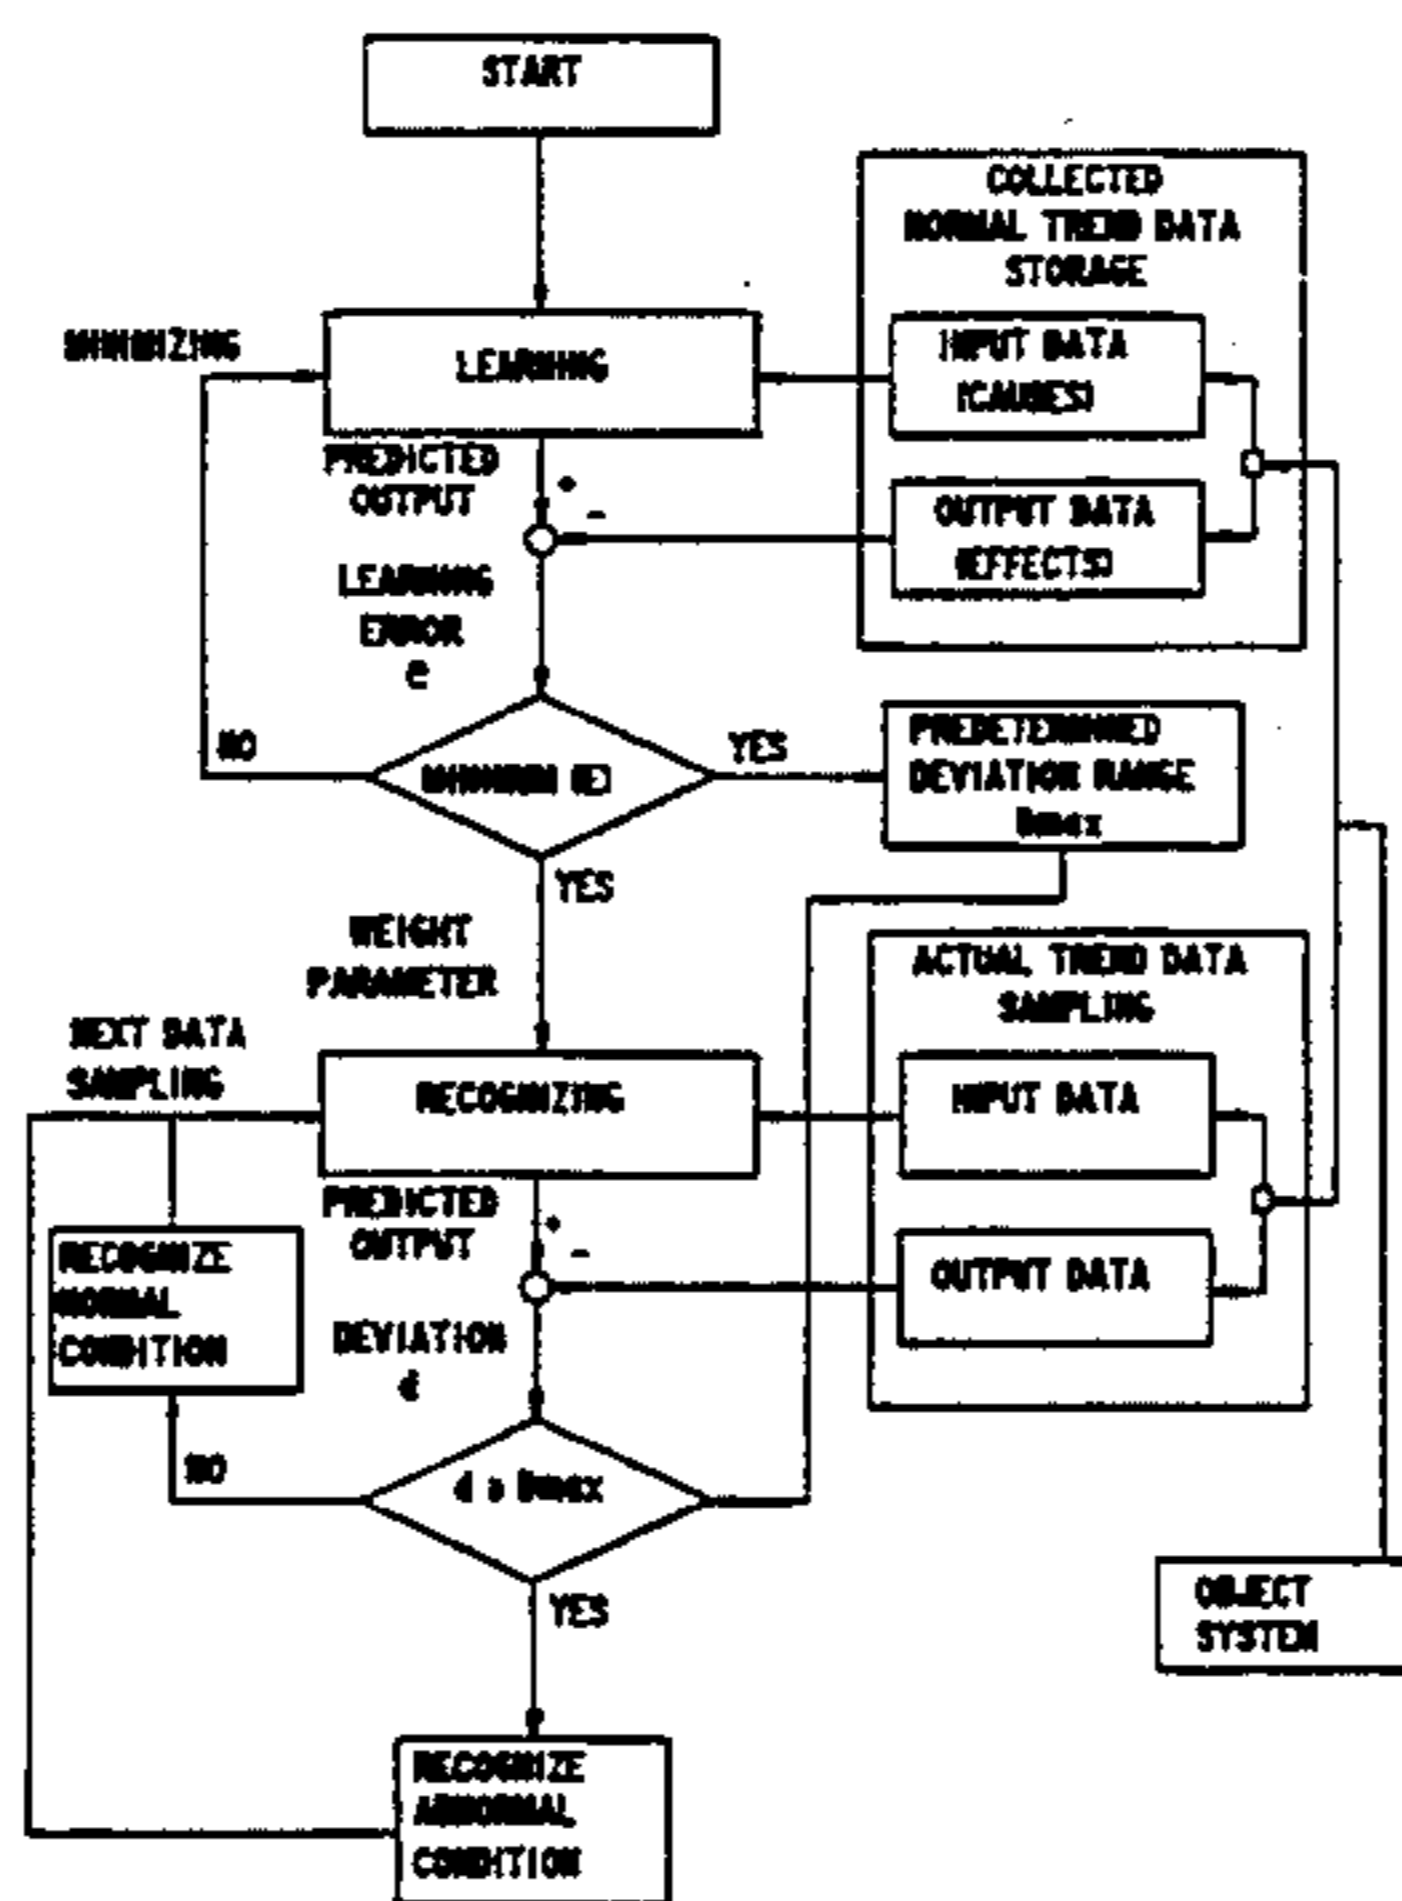 START
COLLECTED
NORMAL TREND DATA
STORAGE
MINIMIZING
LEARNING
INPUT DATA
(CAUSES)
PREDICTED
OUTPUT
+
-
OUTPUT DATA
(EFFECTS)
LEARNING
ERROR
e
NO
MINIMUM (E)
YES
PREDETERMINED
DEVIATION RANGE
Dmax
YES
WEIGHT
PARAMETER
ACTUAL TREND DATA
SAMPLING
NEXT DATA
SAMPLING
RECOGNIZING
INPUT DATA
PREDICTED
OUTPUT
+
-
RECOGNIZE
NORMAL
CONDITION
OUTPUT DATA
DEVIATION
d
NO
d > Dmax
YES
OBJECT
SYSTEM
RECOGNIZE
ABNORMAL
CONDITION